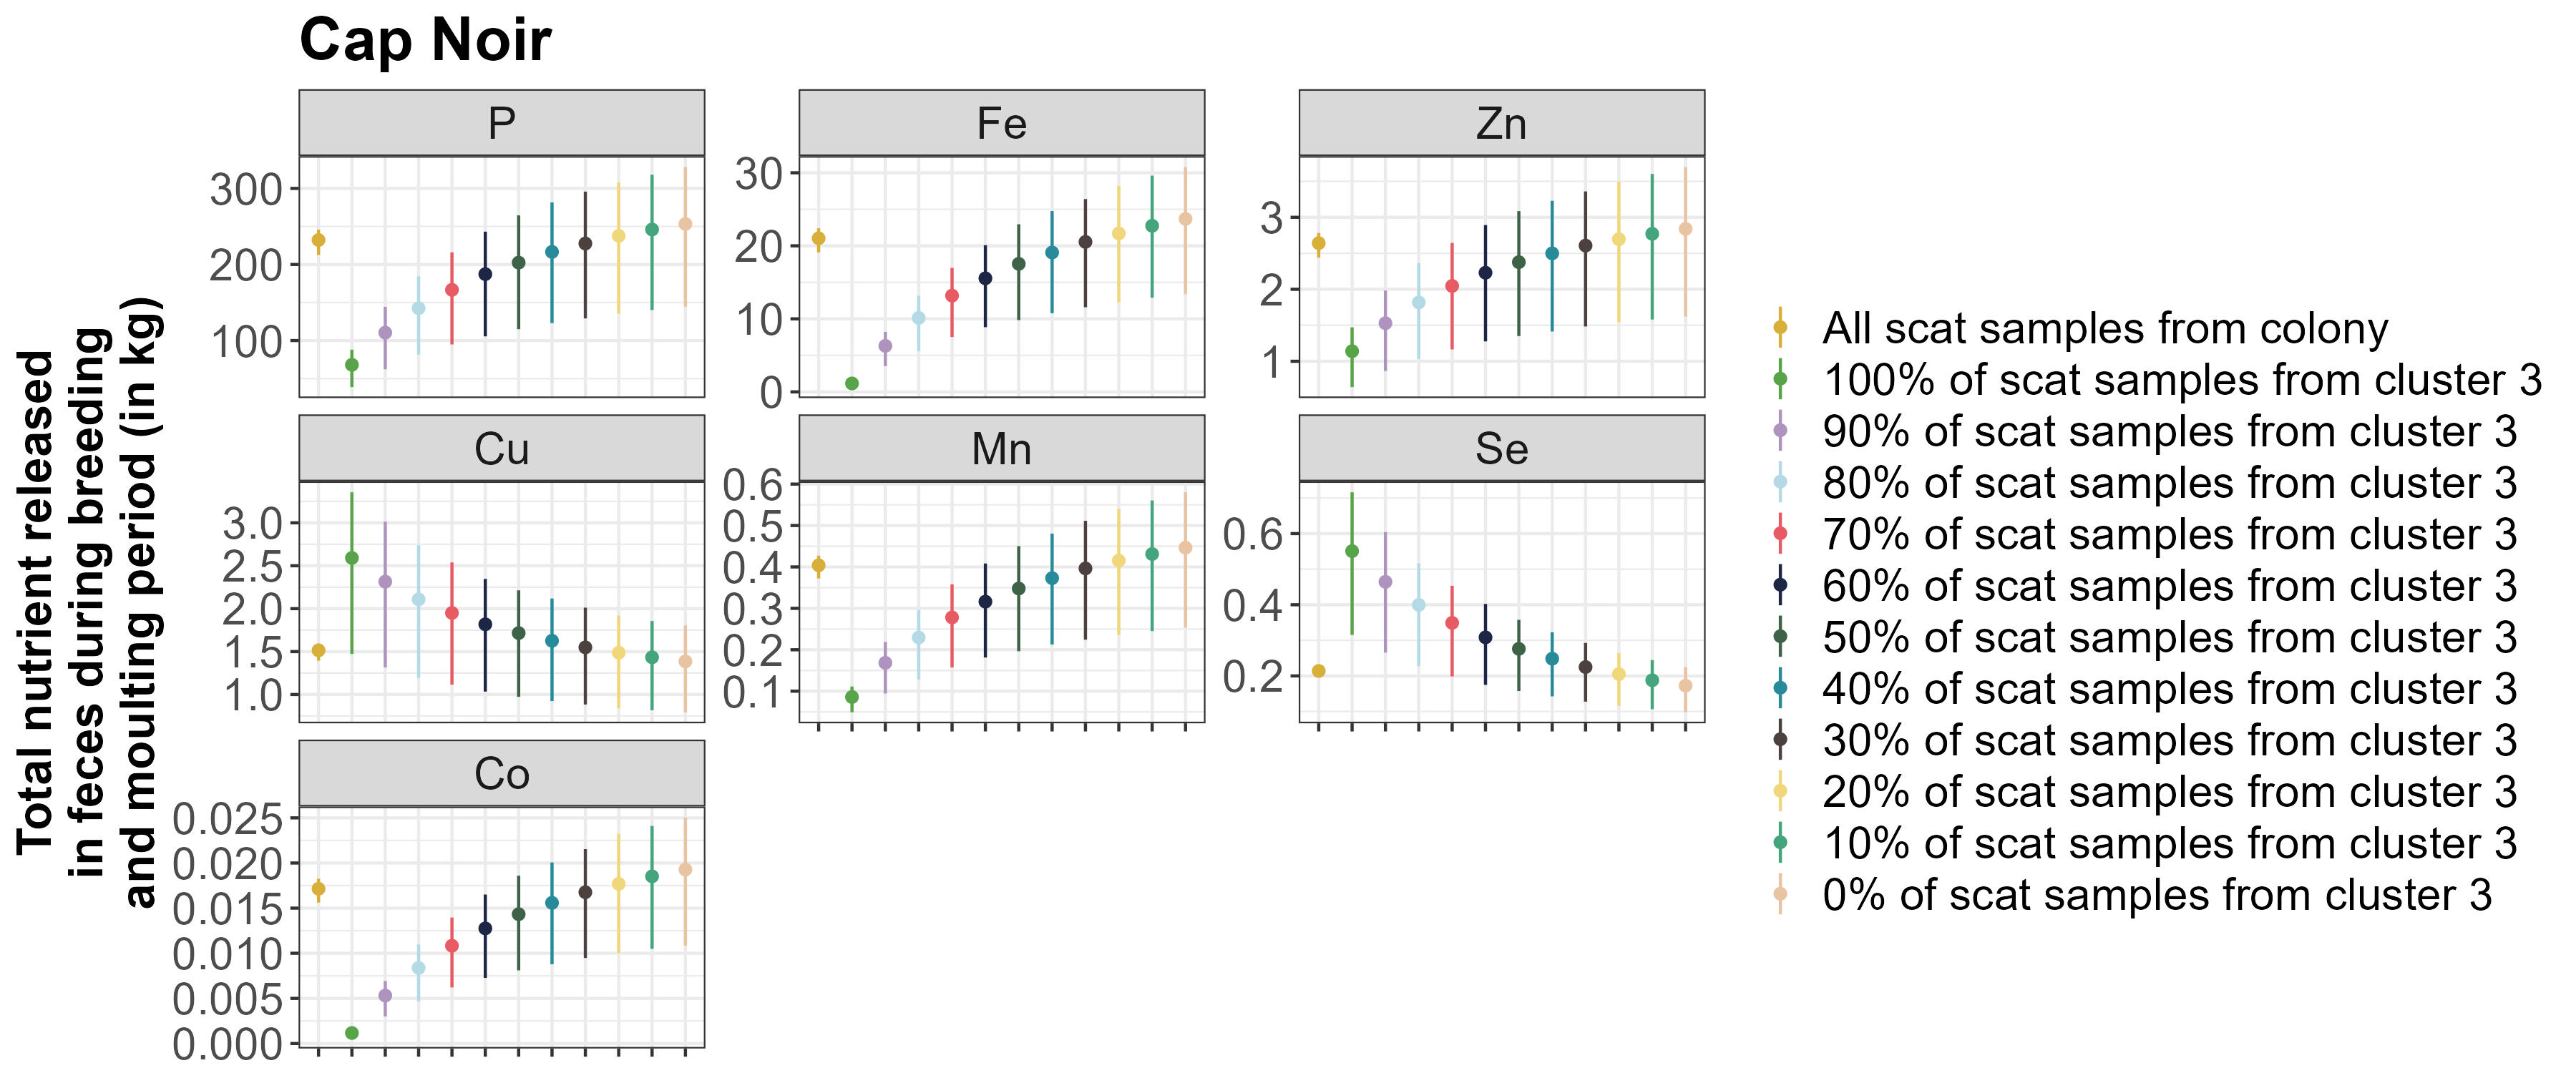 Cap Noir
P
Fe
Zn
300
200
100
30
20
10
0
3
2
1
Cu
Mn
Se
3.0
2.5
2.0
1.5
1.0
0.6
0.5
0.4
0.3
0.2
0.1
0.6
0.4
0.2
Co
0.025
0.020
0.015
0.010
0.005
0.000
Total nutrient released
in feces during breeding
and moulting period (in kg)
All scat samples from colony
100% of scat samples from cluster 3
90% of scat samples from cluster 3
80% of scat samples from cluster 3
70% of scat samples from cluster 3
60% of scat samples from cluster 3
50% of scat samples from cluster 3
40% of scat samples from cluster 3
30% of scat samples from cluster 3
20% of scat samples from cluster 3
10% of scat samples from cluster 3
0% of scat samples from cluster 3